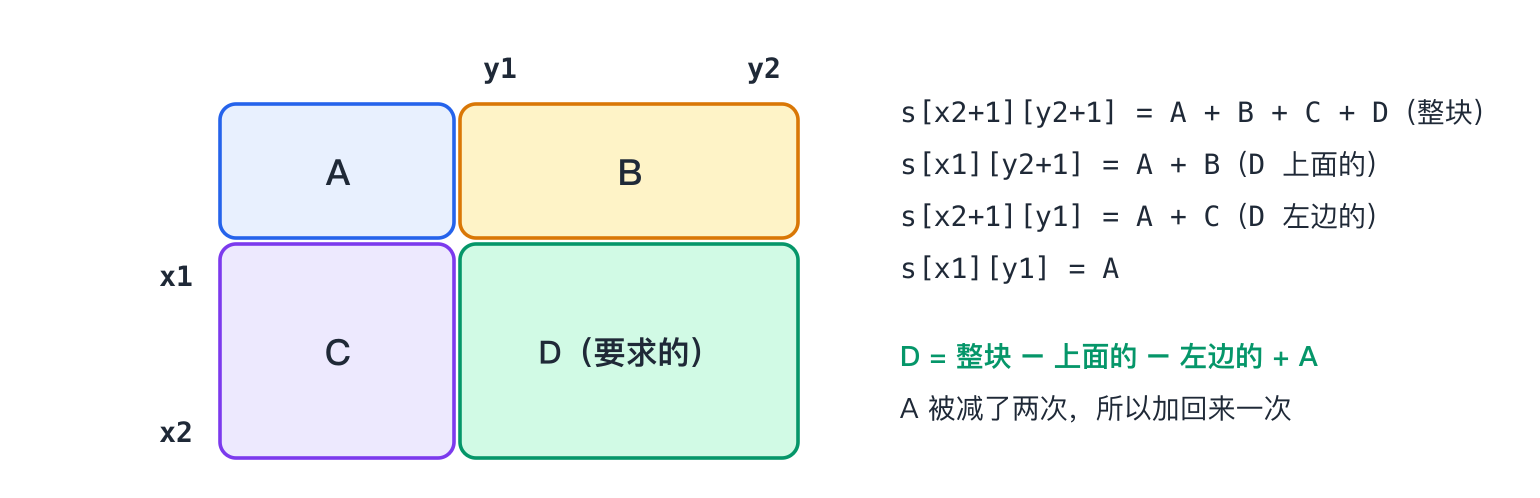 y1 y2
A
B
x1
C
D（要求的）
x2
s[x2+1][y2+1] = A + B + C + D（整块）
s[x1][y2+1] = A + B（D 上面的）
s[x2+1][y1] = A + C（D 左边的）
s[x1][y1] = A
D = 整块 − 上面的 − 左边的 + A
A 被减了两次，所以加回来一次